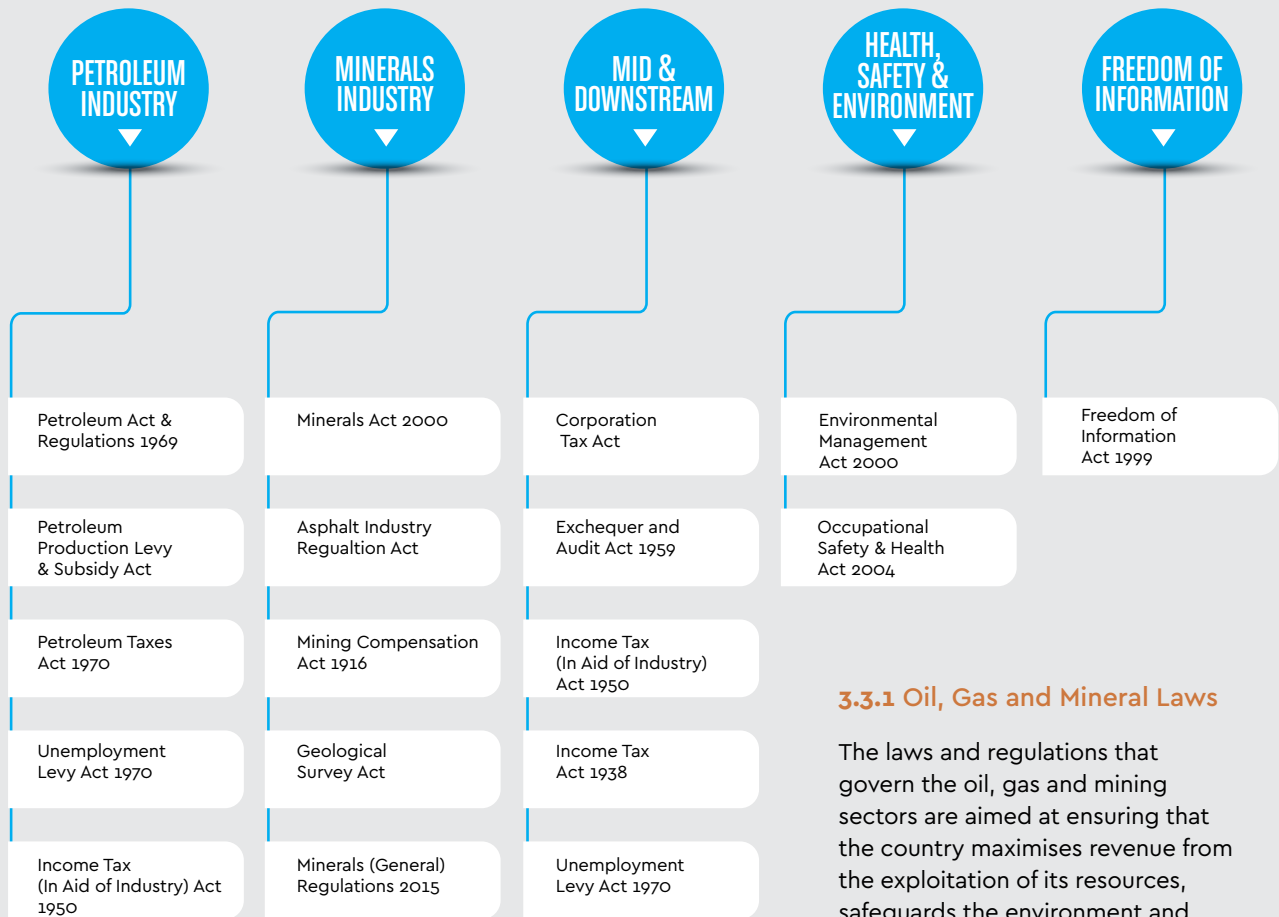 PETROLEUM
INDUSTRY
MINERALS
INDUSTRY
MID &
DOWNSTREAM
HEALTH,
SAFETY &
ENVIRONMENT
FREEDOM OF
INFORMATION
Petroleum Act &
Regulations 1969
Petroleum
Production Levy
& Subsidy Act
Petroleum Taxes
Act 1970
Unemployment
Levy Act 1970
Income Tax
(In Aid of Industry) Act
1950
Minerals Act 2000
Asphalt Industry
Regualtion Act
Mining Compensation
Act 1916
Geological
Survey Act
Minerals (General)
Regulations 2015
Corporation
Tax Act
Exchequer and
Audit Act 1959
Income Tax
(In Aid of Industry)
Act 1950
Income Tax
Act 1938
Unemployment
Levy Act 1970
Environmental
Management
Act 2000
Occupational
Safety & Health
Act 2004
Freedom of
Information
Act 1999
3.3.1 Oil, Gas and Mineral Laws
The laws and regulations that
govern the oil, gas and mining
sectors are aimed at ensuring that
the country maximises revenue from
the exploitation of its resources,
safeguards the environment and